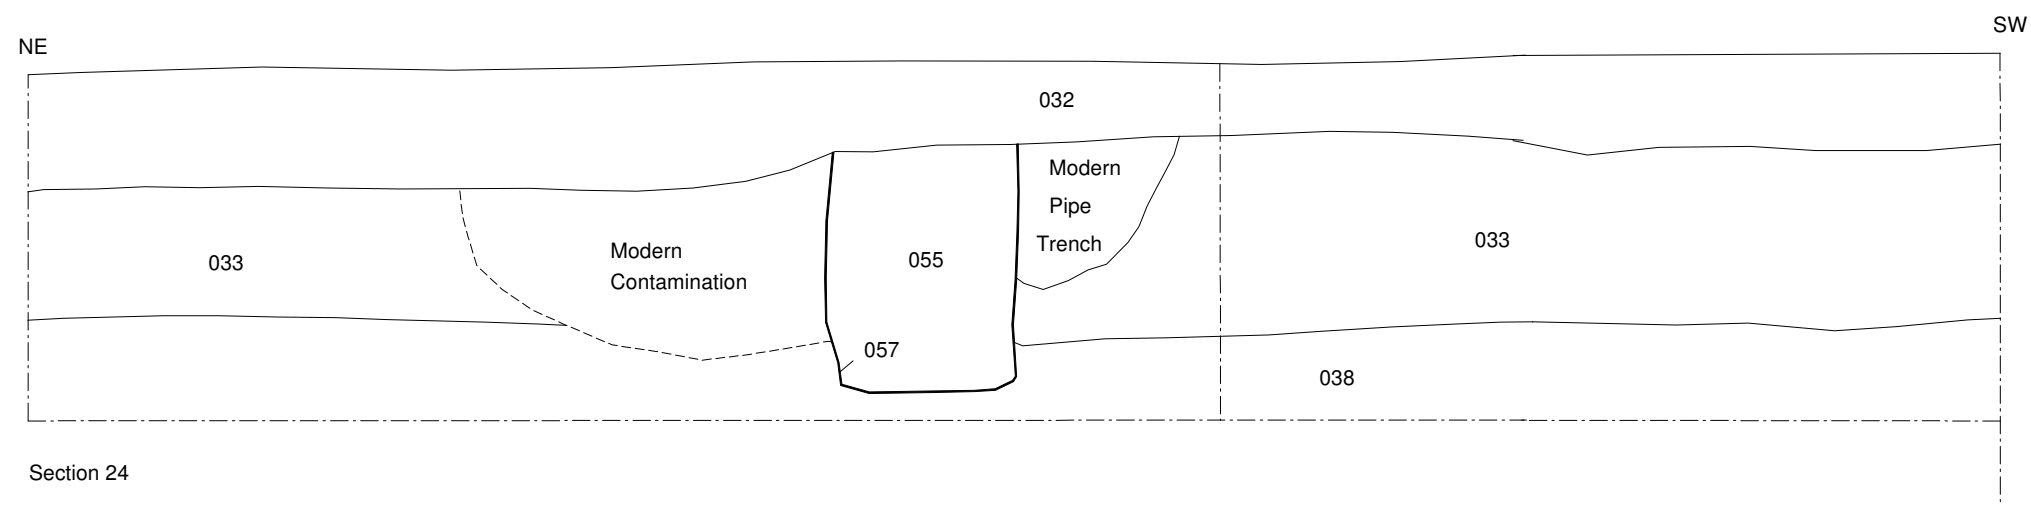 NE
SW
032
Modern
Pipe
Trench
033
Modern
Contamination
055
033
057
038
Section 24